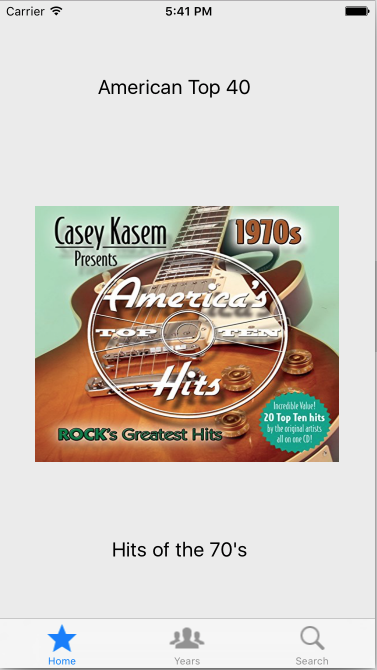 Carrier 5:41 PM
American Top 40
Casey Kasem 1970s
Presents
America's
TOP TEN
Hits
ROCK's Greatest Hits
Incredible Value!
20 Top Ten hits
by the original artists
all on one CD!
Hits of the 70's
Home Years Search